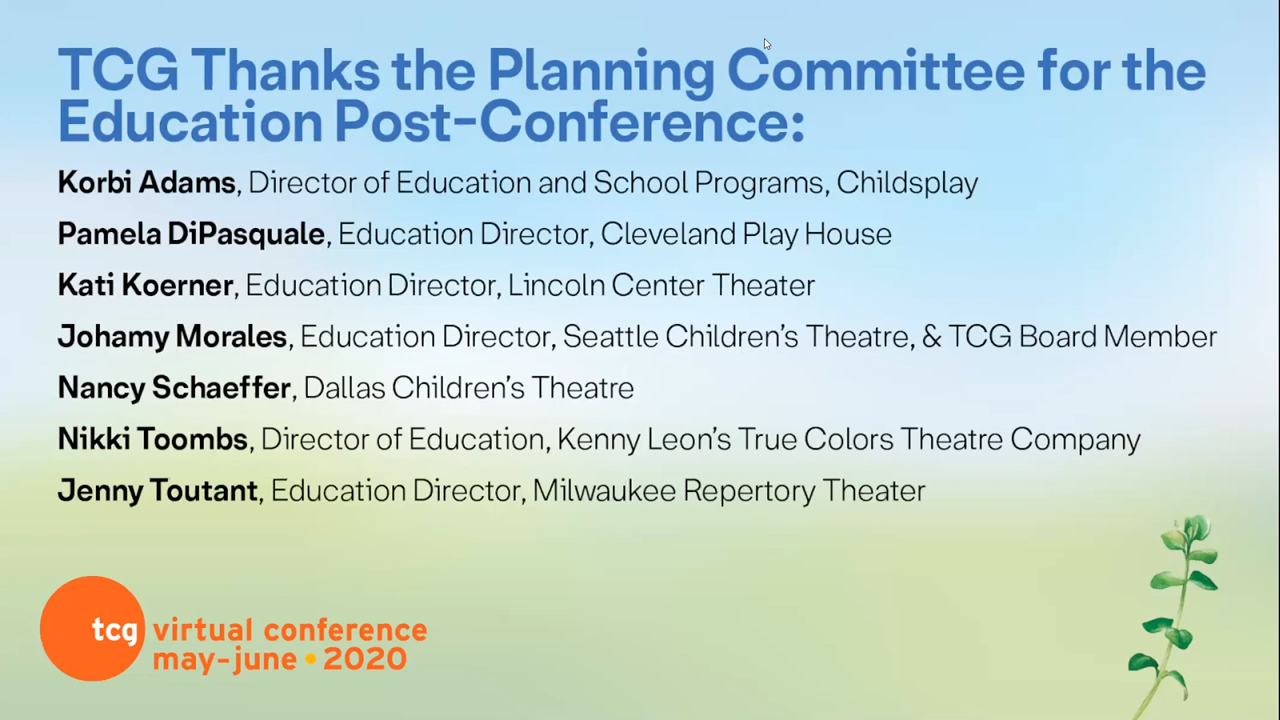 TCG Thanks the Planning Committee for the
Education Post-Conference:
Korbi Adams, Director of Education and School Programs, Childsplay
Pamela DiPasquale, Education Director, Cleveland Play House
Kati Koerner, Education Director, Lincoln Center Theater
Johamy Morales, Education Director, Seattle Children's Theatre, & TCG Board Member
Nancy Schaeffer, Dallas Children's Theatre
Nikki Toombs, Director of Education, Kenny Leon's True Colors Theatre Company
Jenny Toutant, Education Director, Milwaukee Repertory Theater
tcg virtual conference
may-june • 2020